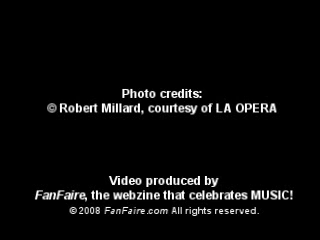 Photo credits:
© Robert Millard, courtesy of LA OPERA
Video produced by
FanFaire, the webzine that celebrates MUSIC!
© 2008 FanFaire.com All rights reserved.